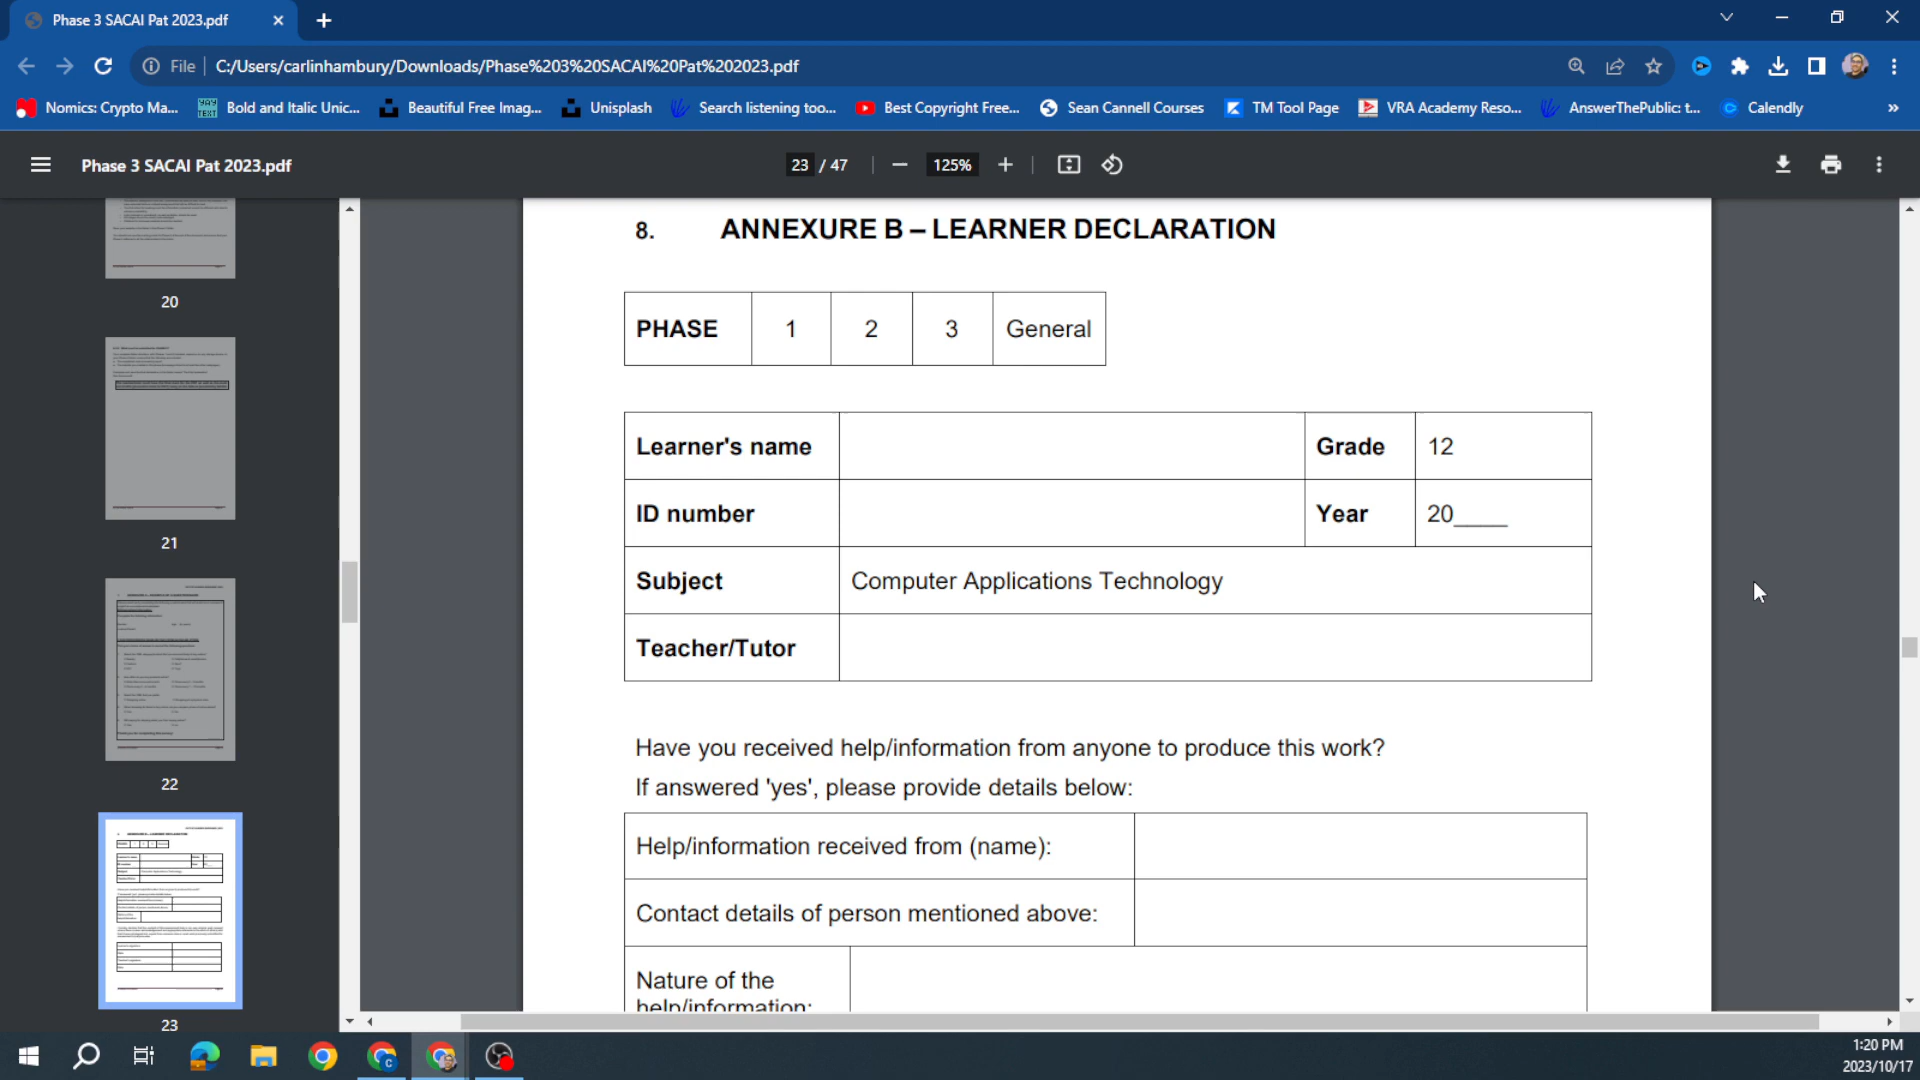 Phase 3 SACAI Pat 2023.pdf
File
C:/Users/carlinhambury/Downloads/Phase%203%20SACAI%20Pat%202023.pdf
Nomics: Crypto Ma...
YAY TEXT
Bold and Italic Unic...
Beautiful Free Imag...
Unisplash
Search listening too...
Best Copyright Free...
Sean Cannell Courses
TM Tool Page
VRA Academy Reso...
AnswerThePublic: t...
Calendly
»
Phase 3 SACAI Pat 2023.pdf
23 / 47
125%
20
21
22
23
8. ANNEXURE B – LEARNER DECLARATION
PHASE 1 2 3 General
Learner's name Grade 12
ID number Year 20____
Subject Computer Applications Technology
Teacher/Tutor
Have you received help/information from anyone to produce this work?
If answered 'yes', please provide details below:
Help/information received from (name):
Contact details of person mentioned above:
Nature of the
help/information:
1:20 PM
2023/10/17